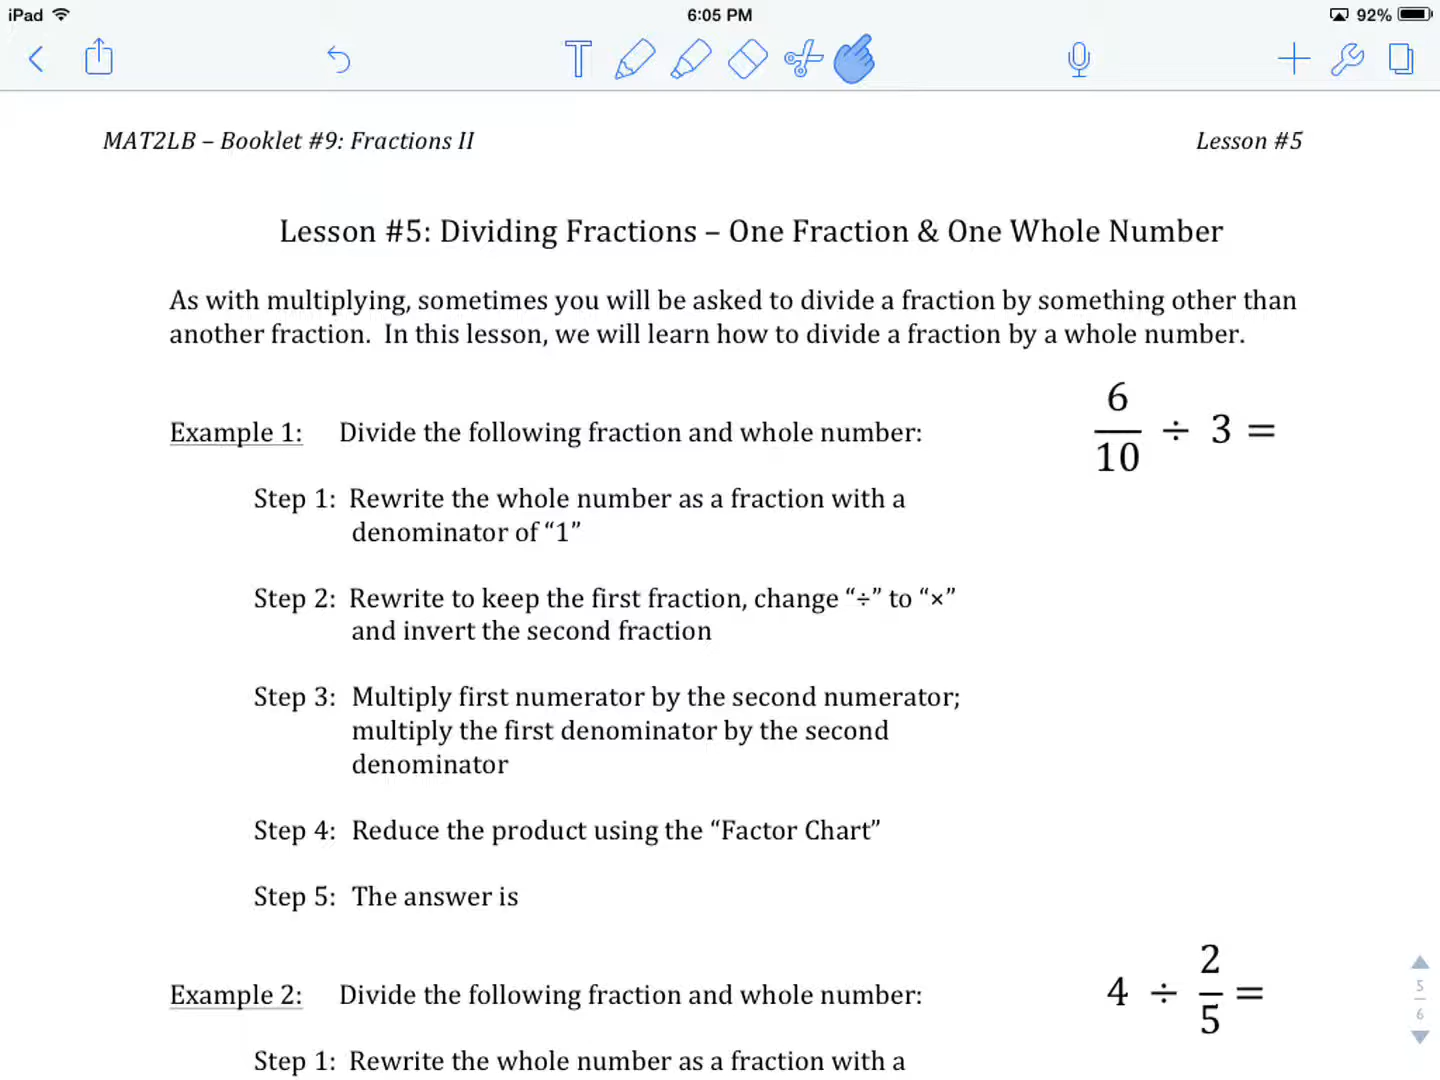 iPad 6:05 PM 92%
T
MAT2LB – Booklet #9: Fractions II Lesson #5
Lesson #5: Dividing Fractions – One Fraction & One Whole Number
As with multiplying, sometimes you will be asked to divide a fraction by something other than
another fraction. In this lesson, we will learn how to divide a fraction by a whole number.
Example 1: Divide the following fraction and whole number: 6/10 ÷ 3 =
Step 1: Rewrite the whole number as a fraction with a
denominator of “1”
Step 2: Rewrite to keep the first fraction, change “÷” to “×”
and invert the second fraction
Step 3: Multiply first numerator by the second numerator;
multiply the first denominator by the second
denominator
Step 4: Reduce the product using the “Factor Chart”
Step 5: The answer is
Example 2: Divide the following fraction and whole number: 4 ÷ 2/5 =
Step 1: Rewrite the whole number as a fraction with a
5
6